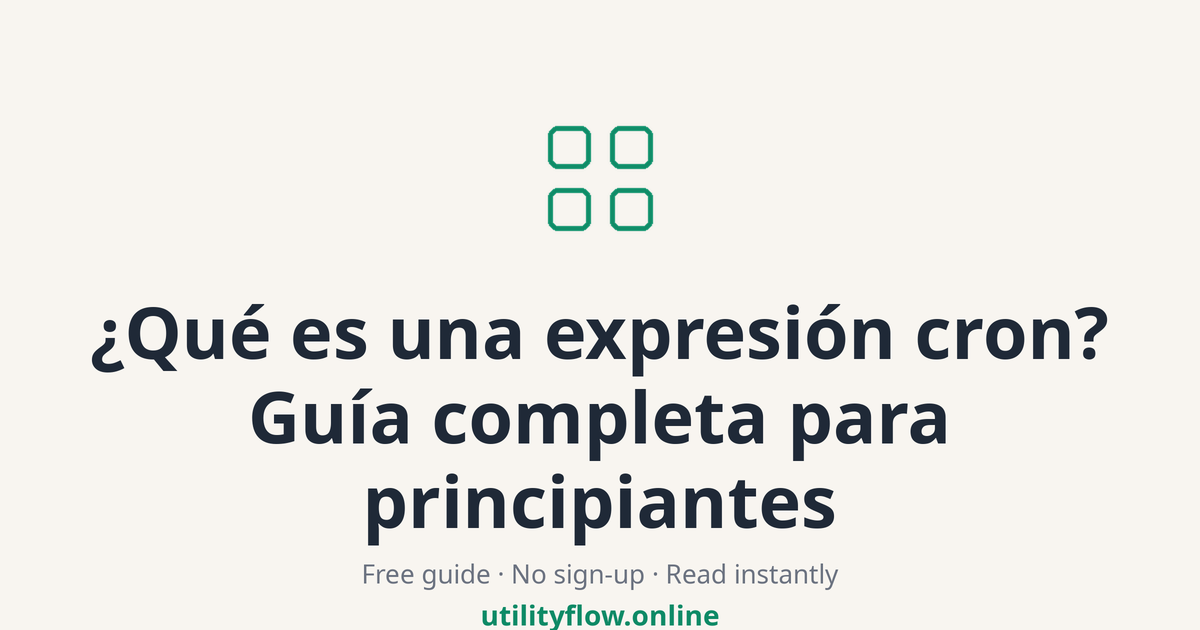 ¿Qué es una expresión cron?
Guía completa para
principiantes
Free guide · No sign-up · Read instantly
utilityflow.online